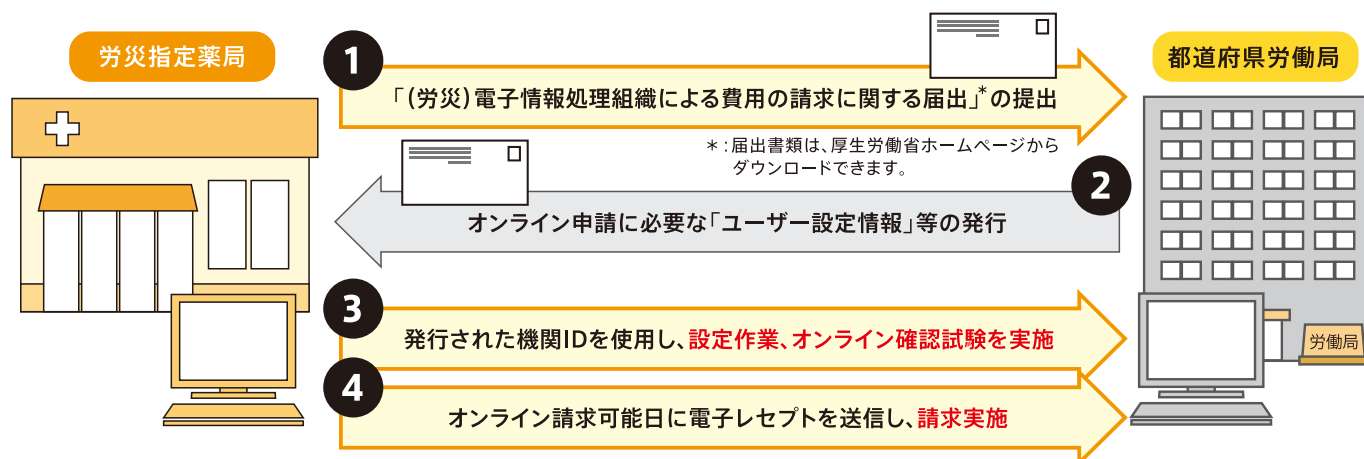 労災指定薬局
都道府県労働局
1
「(労災)電子情報処理組織による費用の請求に関する届出」*の提出
*:届出書類は、厚生労働省ホームページから
ダウンロードできます。
2
オンライン申請に必要な「ユーザー設定情報」等の発行
3
発行された機関IDを使用し、設定作業、オンライン確認試験を実施
労働局
4
オンライン請求可能日に電子レセプトを送信し、請求実施